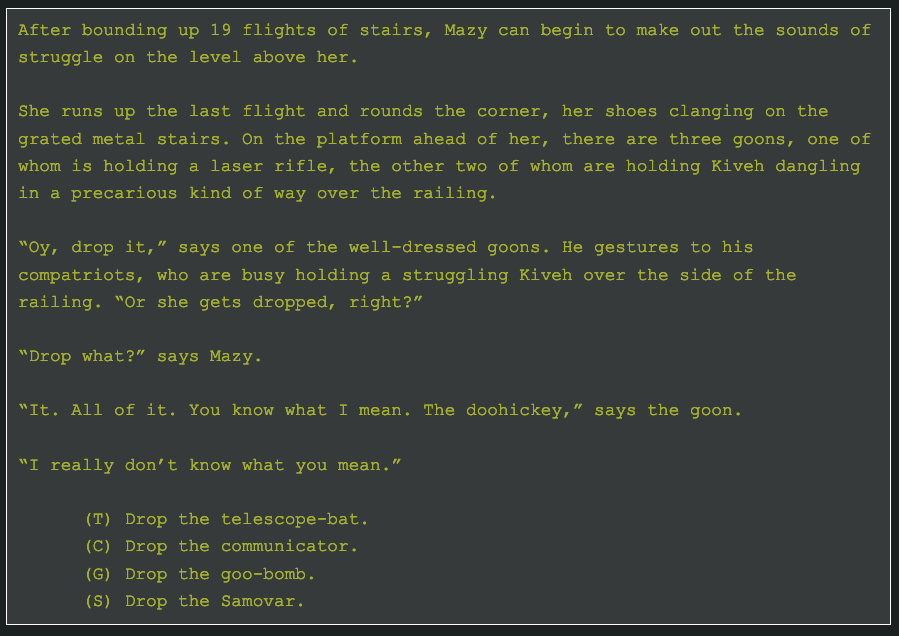 After bounding up 19 flights of stairs, Mazy can begin to make out the sounds of
struggle on the level above her.
She runs up the last flight and rounds the corner, her shoes clanging on the
grated metal stairs. On the platform ahead of her, there are three goons, one of
whom is holding a laser rifle, the other two of whom are holding Kiveh dangling
in a precarious kind of way over the railing.
“Oy, drop it,” says one of the well-dressed goons. He gestures to his
compatriots, who are busy holding a struggling Kiveh over the side of the
railing. “Or she gets dropped, right?”
“Drop what?” says Mazy.
“It. All of it. You know what I mean. The doohickey,” says the goon.
“I really don’t know what you mean.”
(T) Drop the telescope-bat.
(C) Drop the communicator.
(G) Drop the goo-bomb.
(S) Drop the Samovar.